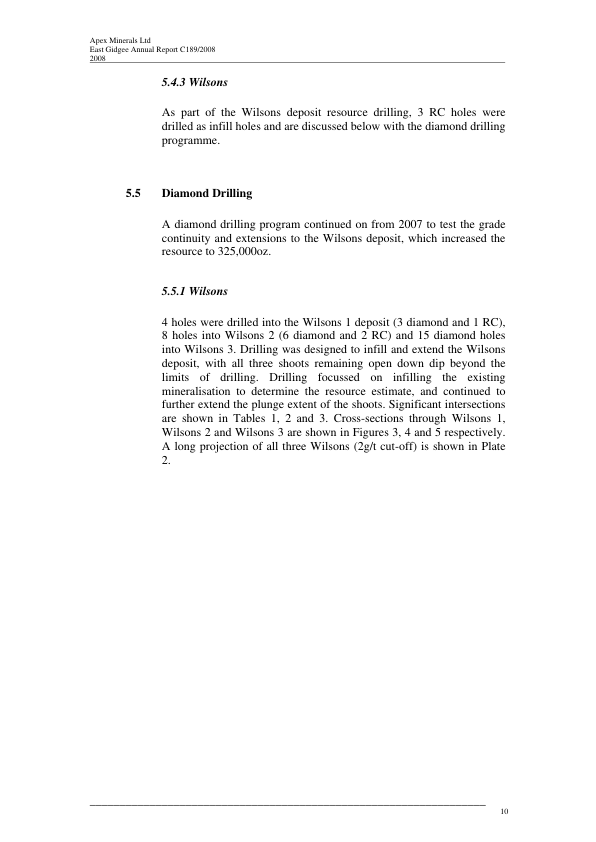 Apex Minerals Ltd
East Gidgee Annual Report C189/2008
2008
5.4.3 Wilsons
As part of the Wilsons deposit resource drilling, 3 RC holes were
drilled as infill holes and are discussed below with the diamond drilling
programme.
5.5 Diamond Drilling
A diamond drilling program continued on from 2007 to test the grade
continuity and extensions to the Wilsons deposit, which increased the
resource to 325,000oz.
5.5.1 Wilsons
4 holes were drilled into the Wilsons 1 deposit (3 diamond and 1 RC),
8 holes into Wilsons 2 (6 diamond and 2 RC) and 15 diamond holes
into Wilsons 3. Drilling was designed to infill and extend the Wilsons
deposit, with all three shoots remaining open down dip beyond the
limits of drilling. Drilling focussed on infilling the existing
mineralisation to determine the resource estimate, and continued to
further extend the plunge extent of the shoots. Significant intersections
are shown in Tables 1, 2 and 3. Cross-sections through Wilsons 1,
Wilsons 2 and Wilsons 3 are shown in Figures 3, 4 and 5 respectively.
A long projection of all three Wilsons (2g/t cut-off) is shown in Plate
2.
10